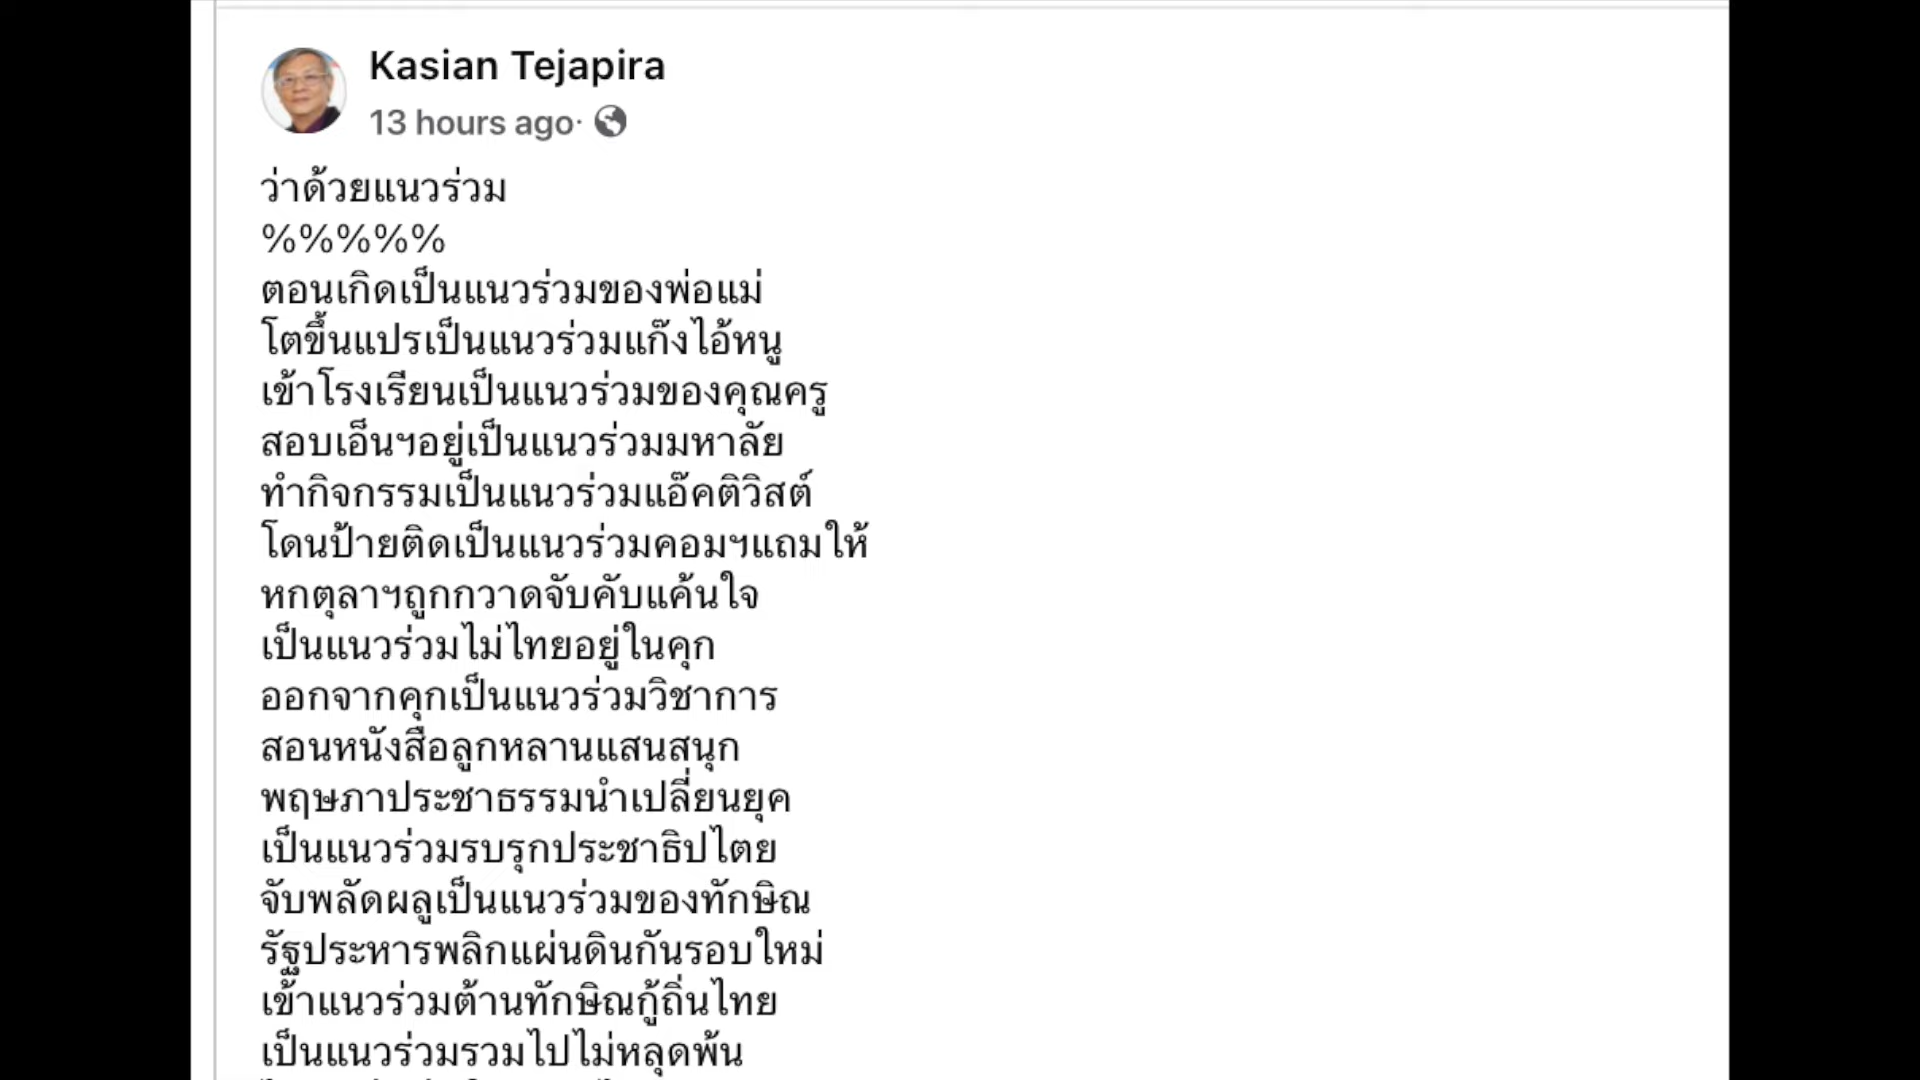 Kasian Tejapira
13 hours ago·
ว่าด้วยแนวร่วม
%%%%%
ตอนเกิดเป็นแนวร่วมของพ่อแม่
โตขึ้นแปรเป็นแนวร่วมแก๊งไอ้หนู
เข้าโรงเรียนเป็นแนวร่วมของคุณครู
สอบเอ็นฯอยู่เป็นแนวร่วมมหาลัย
ทำกิจกรรมเป็นแนวร่วมแอ๊คติวิสต์
โดนป้ายติดเป็นแนวร่วมคอมฯแถมให้
หกตุลาฯถูกกวาดจับคับแค้นใจ
เป็นแนวร่วมไม่ไทยอยู่ในคุก
ออกจากคุกเป็นแนวร่วมวิชาการ
สอนหนังสือลูกหลานแสนสนุก
พฤษภาประชาธรรมนำเปลี่ยนยุค
เป็นแนวร่วมรบรุกประชาธิปไตย
จับพลัดผลูเป็นแนวร่วมของทักษิณ
รัฐประหารพลิกแผ่นดินกันรอบใหม่
เข้าแนวร่วมต้านทักษิณกู้ถิ่นไทย
เป็นแนวร่วมรวมไปไม่หลุดพ้น